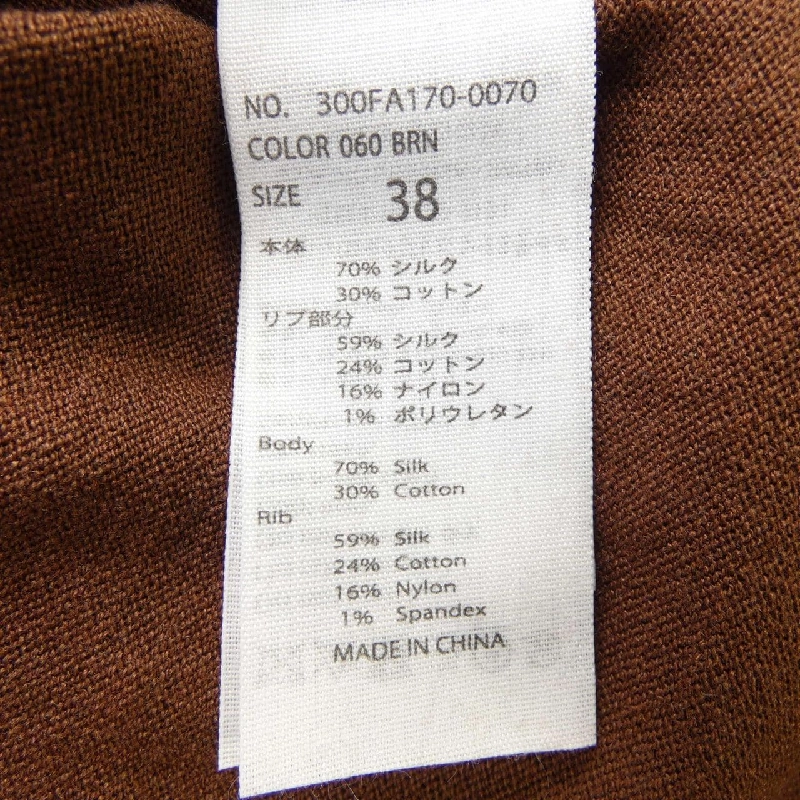 NO. 300FA170-0070
COLOR 060 BRN
SIZE 38
本体
70% シルク
30% コットン
リブ部分
59% シルク
24% コットン
16% ナイロン
1% ポリウレタン
Body
70% Silk
30% Cotton
Rib
59% Silk
24% Cotton
16% Nylon
1% Spandex
MADE IN CHINA